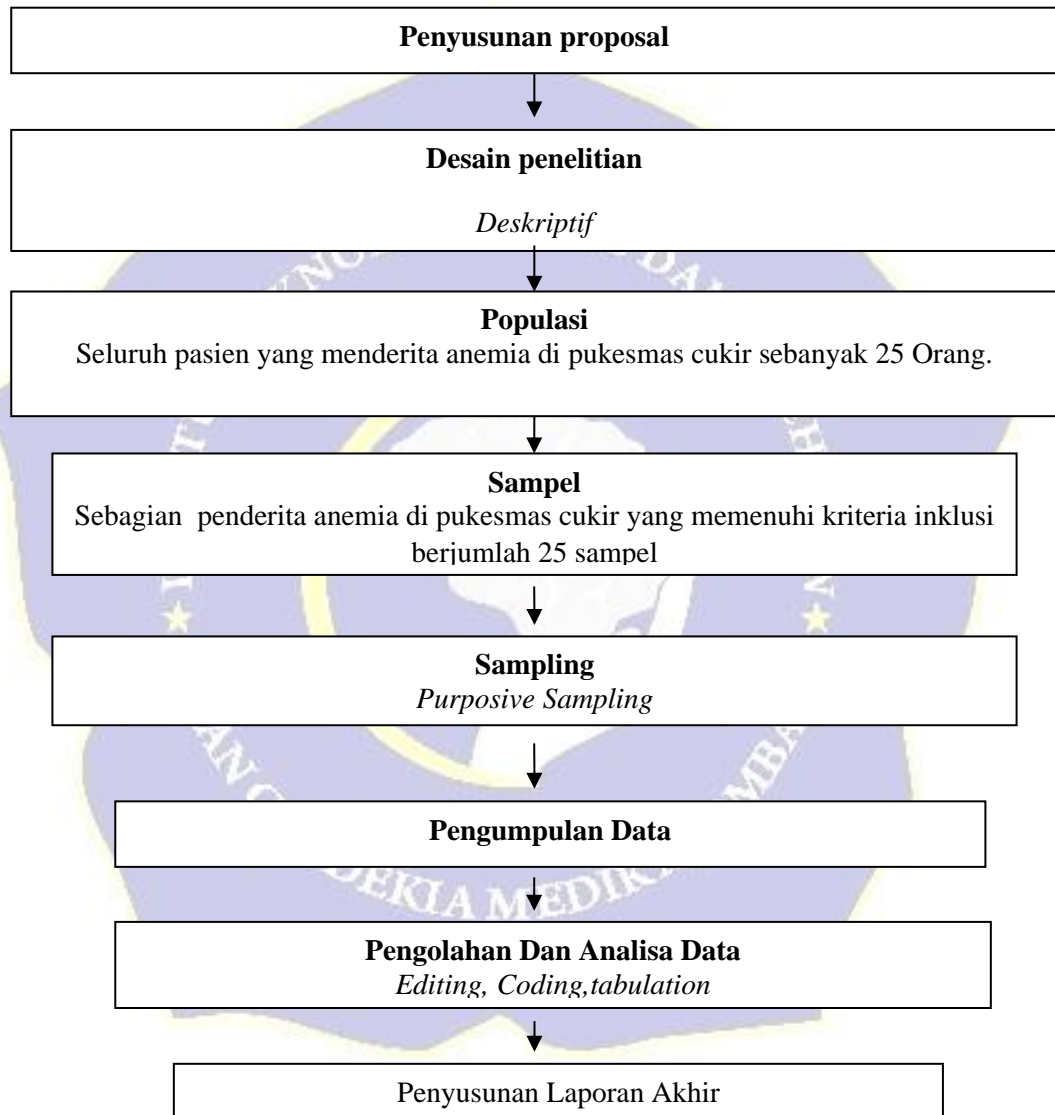 Penyusunan proposal
Desain penelitian
Deskriptif
Populasi
Seluruh pasien yang menderita anemia di pukesmas cukir sebanyak 25 Orang.
Sampel
Sebagian penderita anemia di pukesmas cukir yang memenuhi kriteria inklusi
berjumlah 25 sampel
Sampling
Purposive Sampling
Pengumpulan Data
Pengolahan Dan Analisa Data
Editing, Coding,tabulation
Penyusunan Laporan Akhir